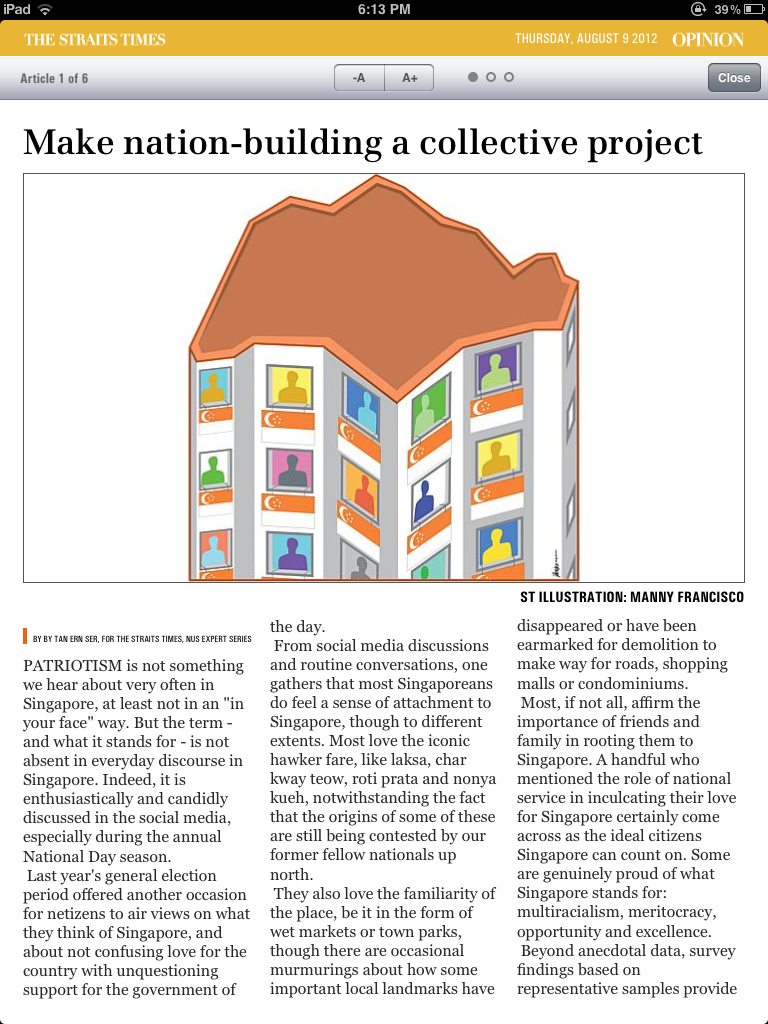 iPad 6:13 PM 39%
THE STRAITS TIMES THURSDAY, AUGUST 9 2012 OPINION
Article 1 of 6 -A A+ Close
Make nation-building a collective project
ST ILLUSTRATION: MANNY FRANCISCO
BY BY TAN ERN SER, FOR THE STRAITS TIMES, NUS EXPERT SERIES
PATRIOTISM is not something
we hear about very often in
Singapore, at least not in an "in
your face" way. But the term -
and what it stands for - is not
absent in everyday discourse in
Singapore. Indeed, it is
enthusiastically and candidly
discussed in the social media,
especially during the annual
National Day season.
Last year's general election
period offered another occasion
for netizens to air views on what
they think of Singapore, and
about not confusing love for the
country with unquestioning
support for the government of
the day.
From social media discussions
and routine conversations, one
gathers that most Singaporeans
do feel a sense of attachment to
Singapore, though to different
extents. Most love the iconic
hawker fare, like laksa, char
kway teow, roti prata and nonya
kueh, notwithstanding the fact
that the origins of some of these
are still being contested by our
former fellow nationals up
north.
They also love the familiarity of
the place, be it in the form of
wet markets or town parks,
though there are occasional
murmurings about how some
important local landmarks have
disappeared or have been
earmarked for demolition to
make way for roads, shopping
malls or condominiums.
Most, if not all, affirm the
importance of friends and
family in rooting them to
Singapore. A handful who
mentioned the role of national
service in inculcating their love
for Singapore certainly come
across as the ideal citizens
Singapore can count on. Some
are genuinely proud of what
Singapore stands for:
multiracialism, meritocracy,
opportunity and excellence.
Beyond anecdotal data, survey
findings based on
representative samples provide